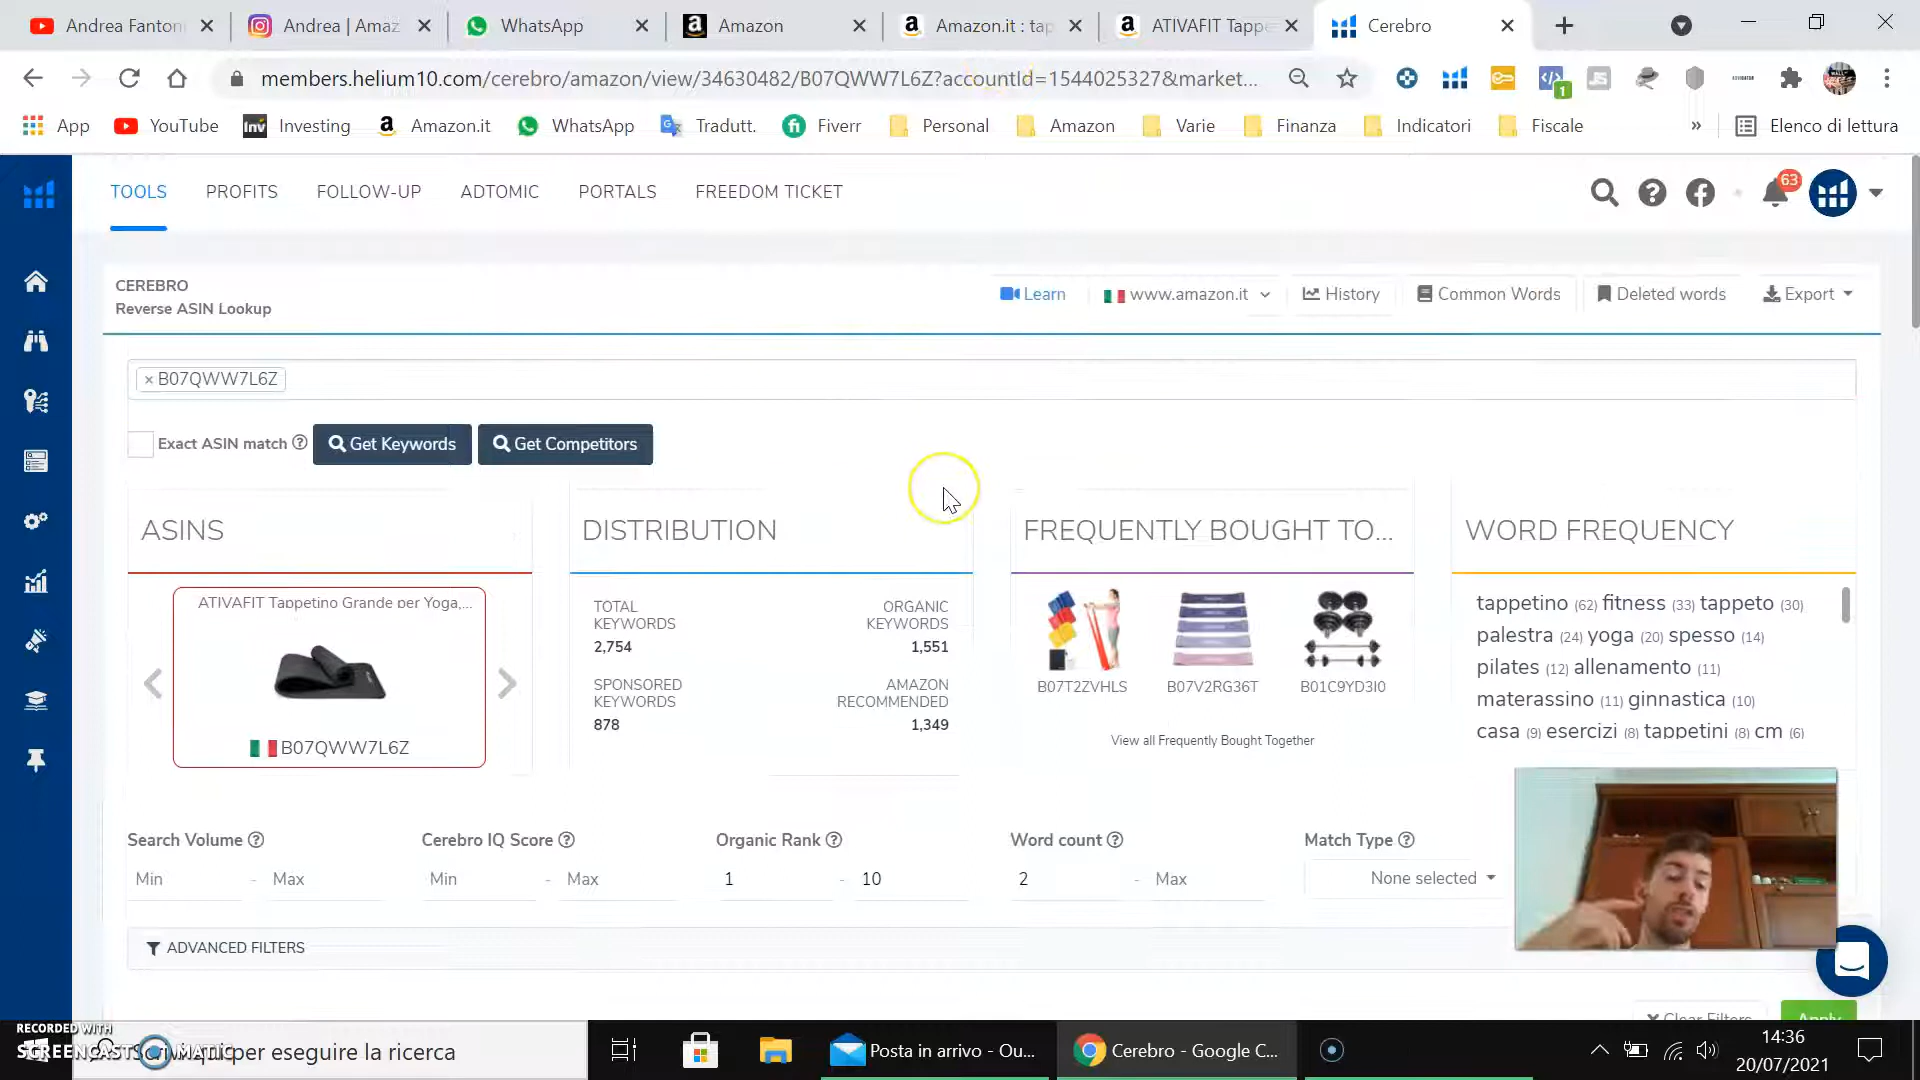 Andrea Fanton
Andrea | Amaz
WhatsApp
Amazon
Amazon.it : tap
ATIVAFIT Tappe
Cerebro
members.helium10.com/cerebro/amazon/view/34630482/B07QWW7L6Z?accountId=1544025327&market...
App
YouTube
Investing
Amazon.it
WhatsApp
Tradutt.
Fiverr
Personal
Amazon
Varie
Finanza
Indicatori
Fiscale
»
Elenco di lettura
TOOLS
PROFITS
FOLLOW-UP
ADTOMIC
PORTALS
FREEDOM TICKET
63
CEREBRO
Reverse ASIN Lookup
Learn
www.amazon.it
History
Common Words
Deleted words
Export
× B07QWW7L6Z
Exact ASIN match
Get Keywords
Get Competitors
ASINS
ATIVAFIT Tappetino Grande per Yoga,...
B07QWW7L6Z
DISTRIBUTION
TOTAL KEYWORDS
2,754
ORGANIC KEYWORDS
1,551
SPONSORED KEYWORDS
878
AMAZON RECOMMENDED
1,349
FREQUENTLY BOUGHT TO...
B07T2ZVHLS
B07V2RG36T
B01C9YD3I0
View all Frequently Bought Together
WORD FREQUENCY
tappetino (62) fitness (33) tappeto (30)
palestra (24) yoga (20) spesso (14)
pilates (12) allenamento (11)
materassino (11) ginnastica (10)
casa (9) esercizi (8) tappetini (8) cm (6)
Search Volume
Min - Max
Cerebro IQ Score
Min - Max
Organic Rank
1 - 10
Word count
2 - Max
Match Type
None selected
ADVANCED FILTERS
Clear Filters
Apply
RECORDED WITH
SCREENCAST-O-MATIC
Scrivi qui per eseguire la ricerca
Posta in arrivo - Ou...
Cerebro - Google C...
14:36
20/07/2021